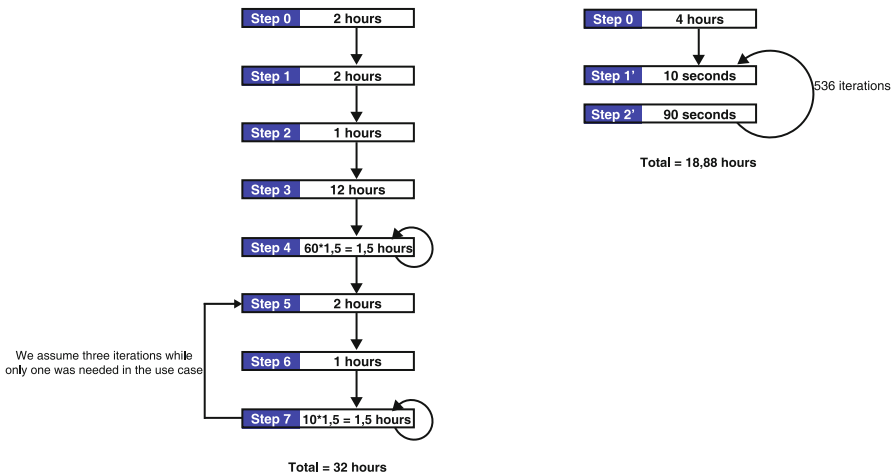 Step 0 2 hours
Step 1 2 hours
Step 2 1 hours
Step 3 12 hours
Step 4 60*1,5 = 1,5 hours
Step 5 2 hours
We assume three iterations while
only one was needed in the use case
Step 6 1 hours
Step 7 10*1,5 = 1,5 hours
Total = 32 hours
Step 0 4 hours
Step 1' 10 seconds
536 iterations
Step 2' 90 seconds
Total = 18,88 hours